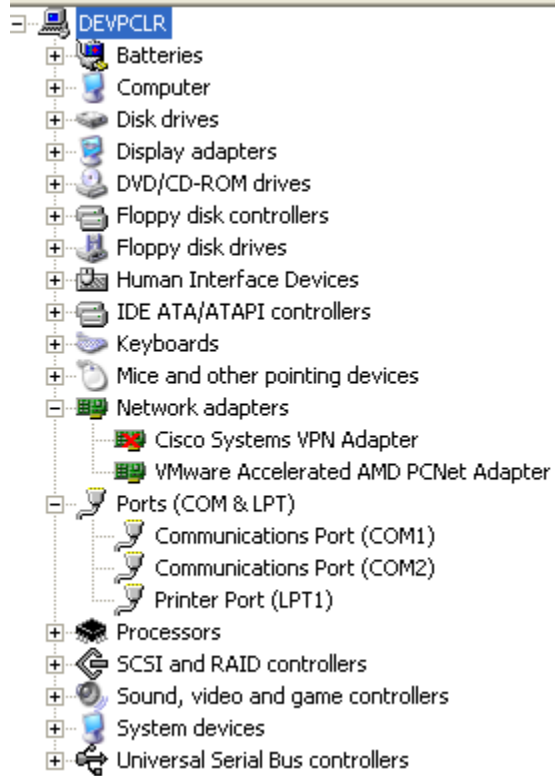 DEVPCLR
Batteries
Computer
Disk drives
Display adapters
DVD/CD-ROM drives
Floppy disk controllers
Floppy disk drives
Human Interface Devices
IDE ATA/ATAPI controllers
Keyboards
Mice and other pointing devices
Network adapters
Cisco Systems VPN Adapter
VMware Accelerated AMD PCNet Adapter
Ports (COM & LPT)
Communications Port (COM1)
Communications Port (COM2)
Printer Port (LPT1)
Processors
SCSI and RAID controllers
Sound, video and game controllers
System devices
Universal Serial Bus controllers